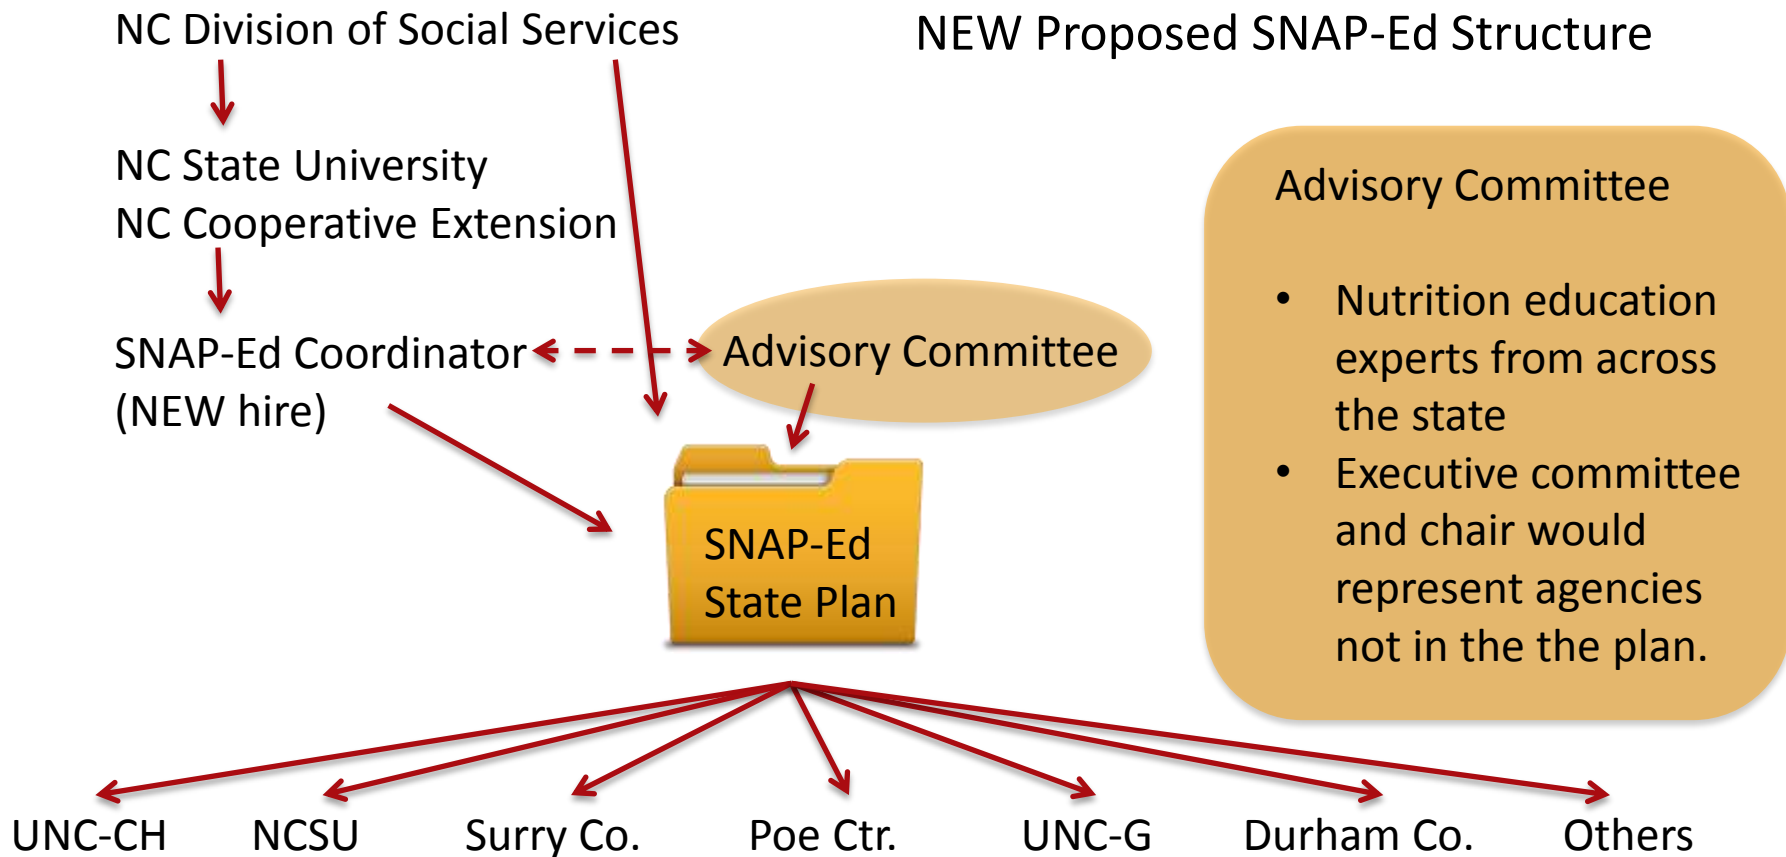 NC Division of Social Services
NEW Proposed SNAP-Ed Structure
NC State University
NC Cooperative Extension
SNAP-Ed Coordinator
(NEW hire)
Advisory Committee
SNAP-Ed
State Plan
Advisory Committee
• Nutrition education
experts from across
the state
• Executive committee
and chair would
represent agencies
not in the the plan.
UNC-CH
NCSU
Surry Co.
Poe Ctr.
UNC-G
Durham Co.
Others